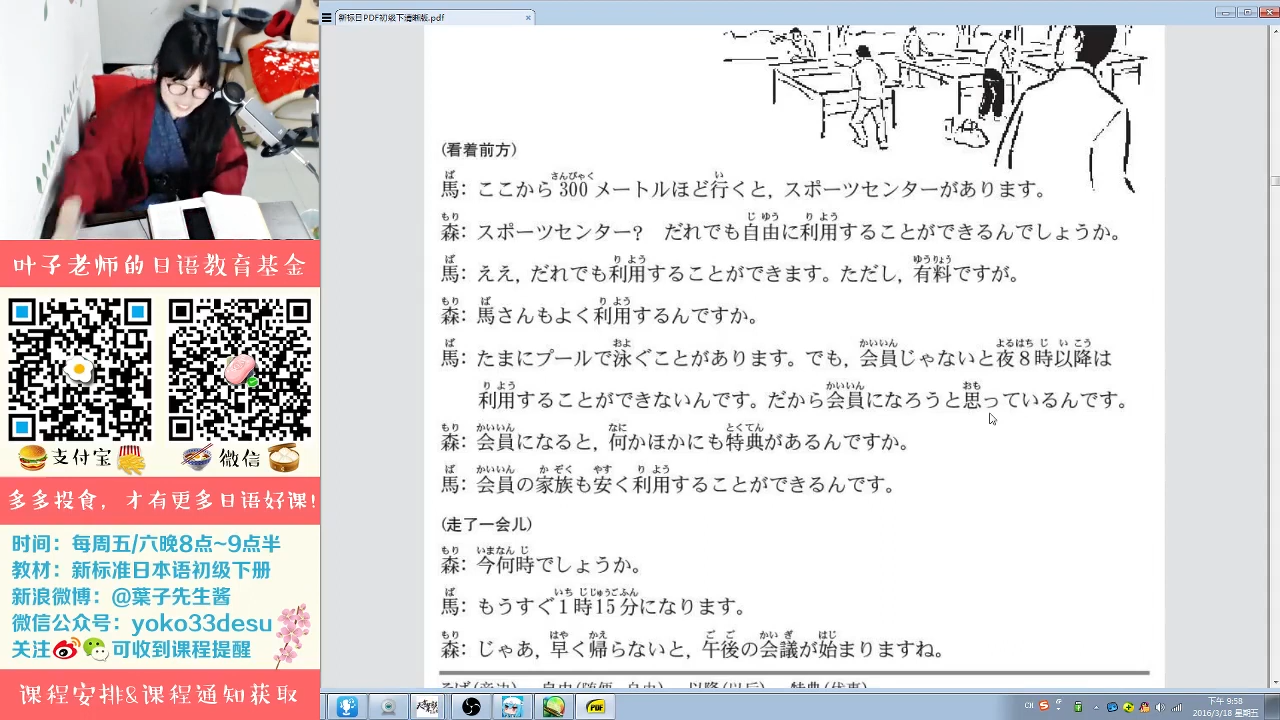 新标日PDF初级下清晰版.pdf
(看着前方)
馬: ここから300メートルほど行くと, スポーツセンターがあります。
森: スポーツセンター? だれでも自由に利用することができるんでしょうか。
馬: ええ, だれでも利用することができます。ただし, 有料ですが。
森: 馬さんもよく利用するんですか。
馬: たまにプールで泳ぐことがあります。でも, 会員じゃないと夜8時以降は
利用することができないんです。だから会員になろうと思っているんです。
森: 会員になると, 何かほかにも特典があるんですか。
馬: 会員の家族も安く利用することができるんです。
(走了一会儿)
森: 今何時でしょうか。
馬: もうすぐ1時15分になります。
森: じゃあ, 早く帰らないと, 午後の会議が始まりますね。
叶子老师的日语教育基金
支付宝 微信
多多投食，才有更多日语好课!
时间：每周五/六晚8点~9点半
教材：新标准日本语初级下册
新浪微博：@葉子先生酱
微信公众号：yoko33desu
关注 可收到课程提醒
课程安排&课程通知获取
PDF
CH
下午 9:58
2016/3/18 星期五